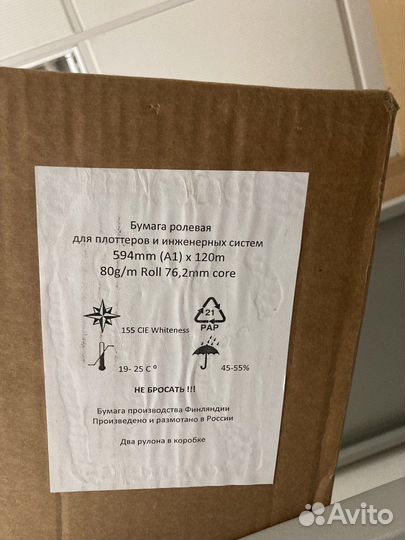 Бумага ролевая
для плоттеров и инженерных систем
594mm (A1) x 120m
80g/m Roll 76,2mm core
155 CIE Whiteness
21
PAP
19- 25 C º
45-55%
НЕ БРОСАТЬ !!!
Бумага производства Финляндии
Произведено и размотано в России
Два рулона в коробке
Avito